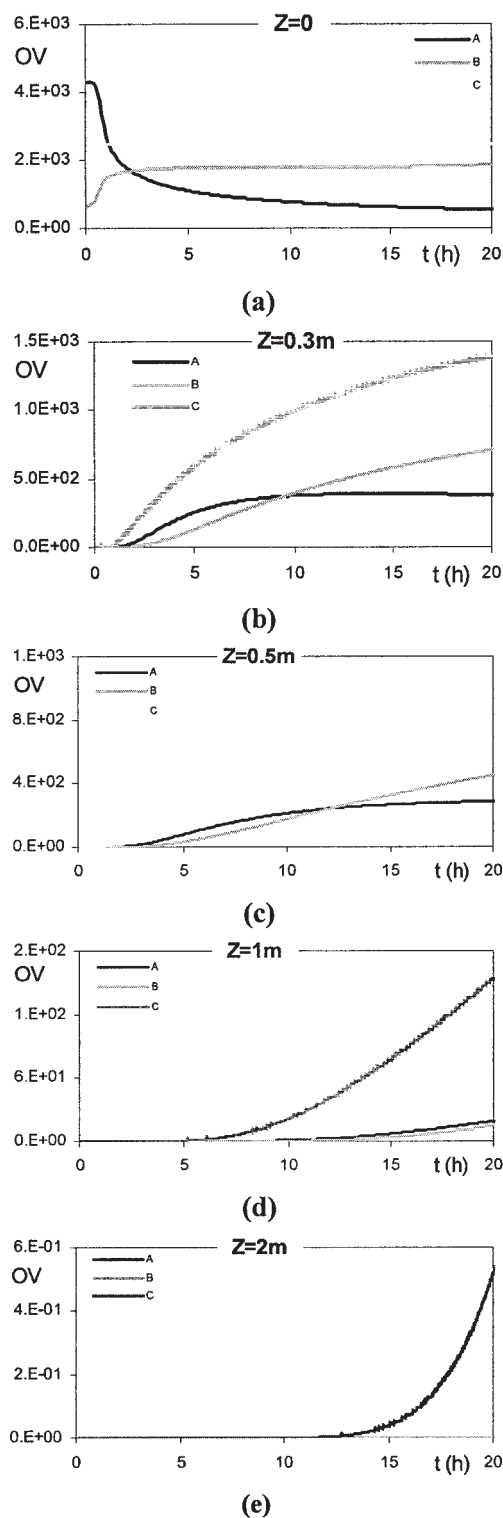 Z=0
6.E+03
OV
4.E+03
2.E+03
0.E+00
A
B
C
0 5 10 15 20
t (h)
(a)
Z=0.3m
1.5E+03
OV
1.0E+03
5.0E+02
0.0E+00
A
B
C
0 5 10 15 20
t (h)
(b)
Z=0.5m
1.E+03
OV
8.E+02
4.E+02
0.E+00
A
B
C
0 5 10 15 20
t (h)
(c)
Z=1m
2.E+02
OV
1.E+02
6.E+01
0.E+00
A
B
C
0 5 10 15 20
t (h)
(d)
Z=2m
6.E-01
OV
4.E-01
2.E-01
0.E+00
A
B
C
0 5 10 15 20
t (h)
(e)